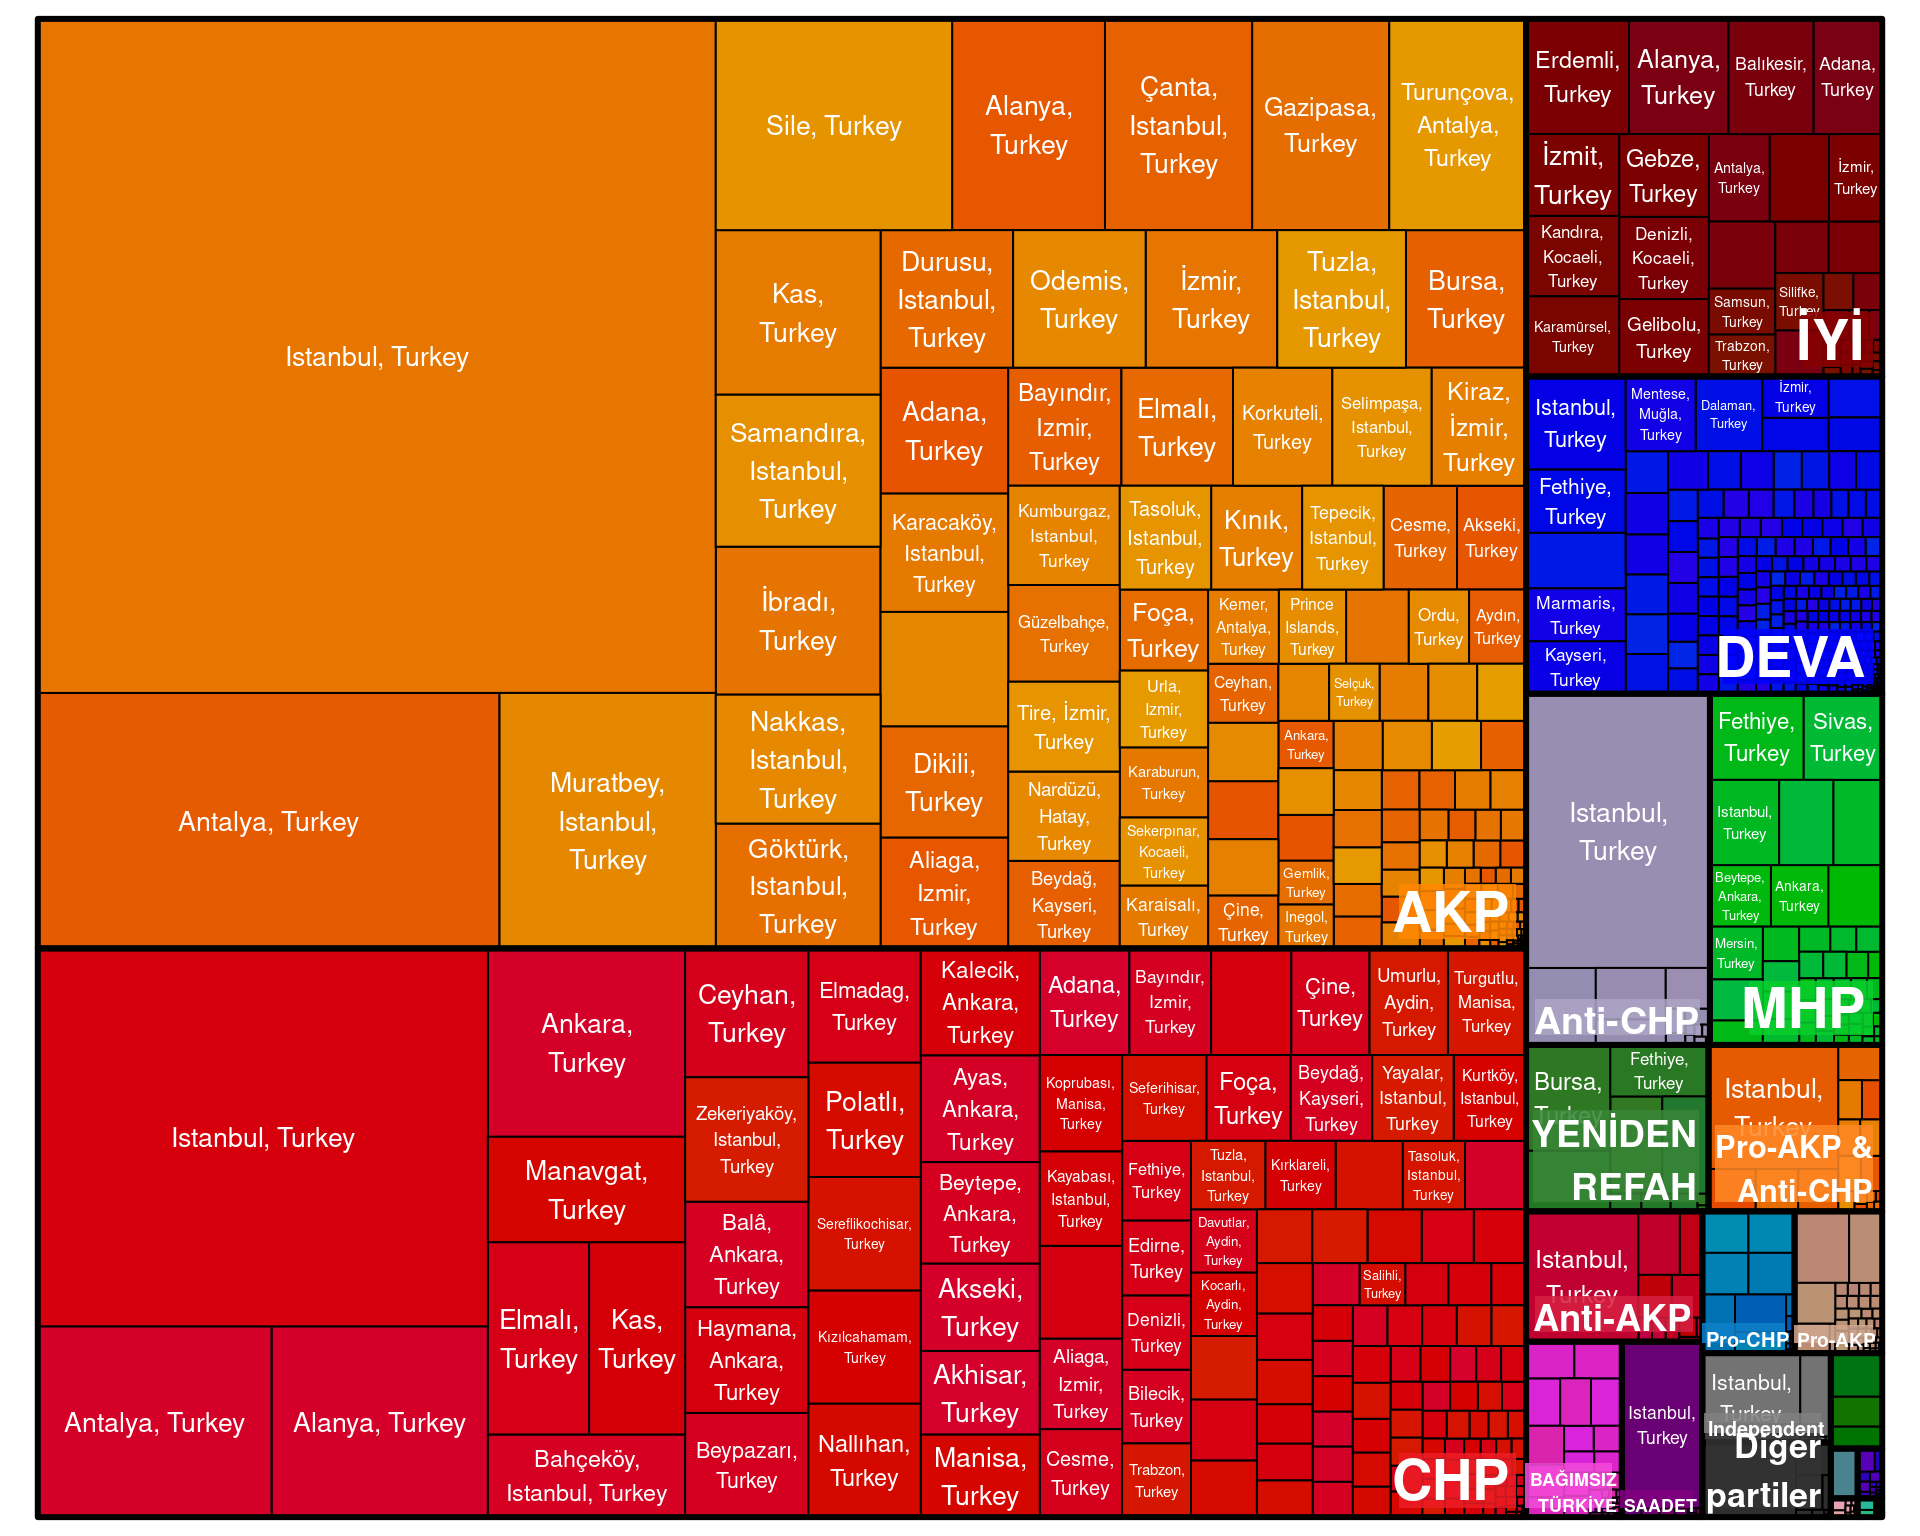 Istanbul, Turkey
Antalya, Turkey
Muratbey,
Istanbul,
Turkey
Sile, Turkey
Alanya,
Turkey
Çanta,
Istanbul,
Turkey
Gazipasa,
Turkey
Turunçova,
Antalya,
Turkey
Kas,
Turkey
Samandıra,
Istanbul,
Turkey
İbradı,
Turkey
Nakkas,
Istanbul,
Turkey
Göktürk,
Istanbul,
Turkey
Durusu,
Istanbul,
Turkey
Odemis,
Turkey
İzmir,
Turkey
Tuzla,
Istanbul,
Turkey
Bursa,
Turkey
Adana,
Turkey
Karacaköy,
Istanbul,
Turkey
Dikili,
Turkey
Aliaga,
Izmir,
Turkey
Bayındır,
Izmir,
Turkey
Elmalı,
Turkey
Korkuteli,
Turkey
Selimpaşa,
Istanbul,
Turkey
Kiraz,
İzmir,
Turkey
Kumburgaz,
Istanbul,
Turkey
Güzelbahçe,
Turkey
Tire, İzmir,
Turkey
Nardüzü,
Hatay,
Turkey
Beydağ,
Kayseri,
Turkey
Tasoluk,
Istanbul,
Turkey
Kınık,
Turkey
Tepecik,
Istanbul,
Turkey
Cesme,
Turkey
Akseki,
Turkey
Foça,
Turkey
Urla,
Izmir,
Turkey
Karaburun,
Turkey
Sekerpınar,
Kocaeli,
Turkey
Karaisalı,
Turkey
Kemer,
Antalya,
Turkey
Prince
Islands,
Turkey
Ordu,
Turkey
Aydın,
Turkey
Ceyhan,
Turkey
Selçuk,
Turkey
Ankara,
Turkey
Gemlik,
Turkey
Çine,
Turkey
Inegol,
Turkey
AKP
Istanbul, Turkey
Antalya, Turkey
Alanya, Turkey
Ankara,
Turkey
Manavgat,
Turkey
Elmalı,
Turkey
Kas,
Turkey
Bahçeköy,
Istanbul, Turkey
Ceyhan,
Turkey
Zekeriyaköy,
Istanbul,
Turkey
Balâ,
Ankara,
Turkey
Haymana,
Ankara,
Turkey
Beypazarı,
Turkey
Elmadag,
Turkey
Polatlı,
Turkey
Sereflikochisar,
Turkey
Kızılcahamam,
Turkey
Nallıhan,
Turkey
Kalecik,
Ankara,
Turkey
Ayas,
Ankara,
Turkey
Beytepe,
Ankara,
Turkey
Akseki,
Turkey
Akhisar,
Turkey
Manisa,
Turkey
Adana,
Turkey
Bayındır,
Izmir,
Turkey
Çine,
Turkey
Umurlu,
Aydin,
Turkey
Turgutlu,
Manisa,
Turkey
Koprubası,
Manisa,
Turkey
Kayabası,
Istanbul,
Turkey
Aliaga,
Izmir,
Turkey
Cesme,
Turkey
Seferihisar,
Turkey
Foça,
Turkey
Beydağ,
Kayseri,
Turkey
Yayalar,
Istanbul,
Turkey
Kurtköy,
Istanbul,
Turkey
Fethiye,
Turkey
Edirne,
Turkey
Denizli,
Turkey
Bilecik,
Turkey
Trabzon,
Turkey
Tuzla,
Istanbul,
Turkey
Kırklareli,
Turkey
Tasoluk,
Istanbul,
Turkey
Davutlar,
Aydin,
Turkey
Kocarlı,
Aydin,
Turkey
Salihli,
Turkey
CHP
Erdemli,
Turkey
Alanya,
Turkey
Balıkesir,
Turkey
Adana,
Turkey
İzmit,
Turkey
Gebze,
Turkey
Antalya,
Turkey
İzmir,
Turkey
Kandıra,
Kocaeli,
Turkey
Denizli,
Kocaeli,
Turkey
Karamürsel,
Turkey
Gelibolu,
Turkey
Samsun,
Turkey
Trabzon,
Turkey
Silifke,
Turkey
İYİ
Istanbul,
Turkey
Mentese,
Muğla,
Turkey
Dalaman,
Turkey
İzmir,
Turkey
Fethiye,
Turkey
Marmaris,
Turkey
Kayseri,
Turkey
DEVA
Istanbul,
Turkey
Anti-CHP
Fethiye,
Turkey
Sivas,
Turkey
Istanbul,
Turkey
Beytepe,
Ankara,
Turkey
Ankara,
Turkey
Mersin,
Turkey
MHP
Bursa,
Turkey
Fethiye,
Turkey
YENİDEN
REFAH
Istanbul,
Turkey
Pro-AKP &
Anti-CHP
Istanbul,
Turkey
Anti-AKP
Pro-CHP
Pro-AKP
BAĞIMSIZ
TÜRKİYE
Istanbul,
Turkey
SAADET
Istanbul,
Turkey
Independent
Diğer
partiler